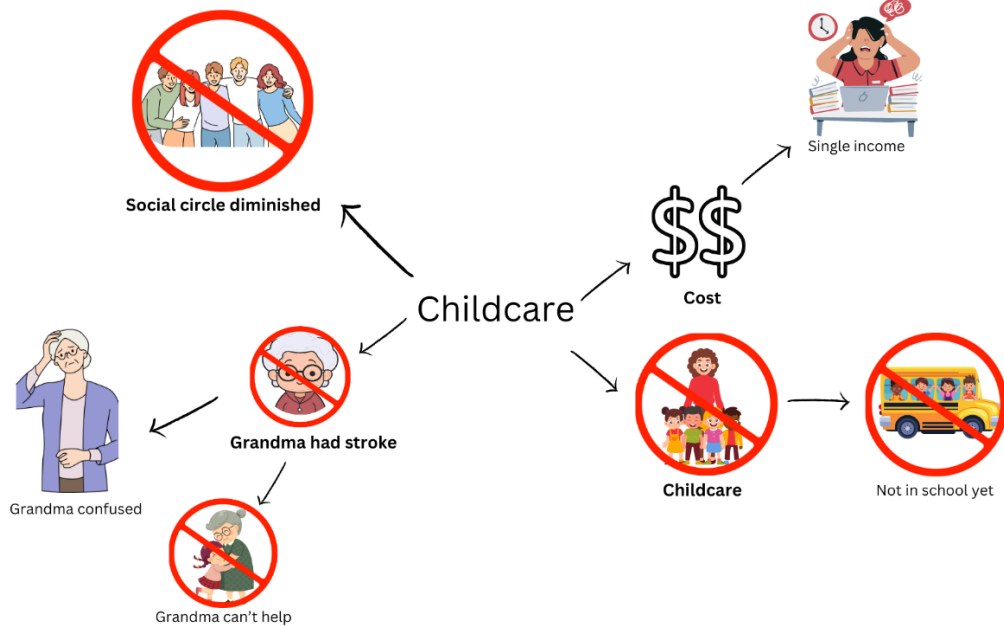 Single income
Social circle diminished
$$
Cost
Childcare
Grandma had stroke
Childcare
Not in school yet
Grandma confused
Grandma can't help